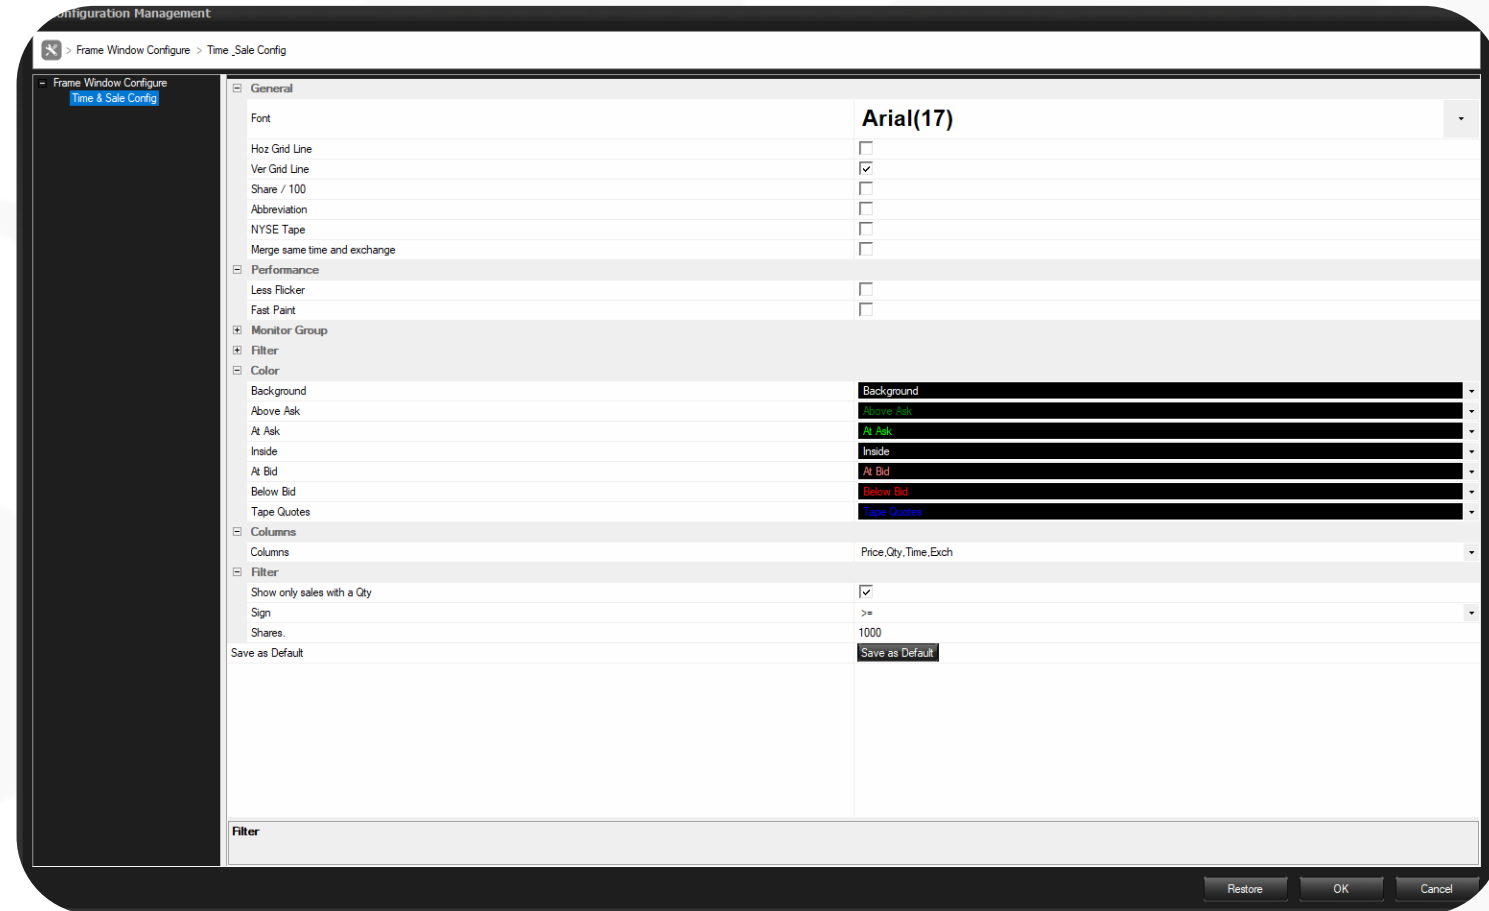 onfiguration Management
> Frame Window Configure > Time _Sale Config
Frame Window Configure
Time & Sale Config
General
Font Arial(17)
Hoz Grid Line
Ver Grid Line
Share / 100
Abbreviation
NYSE Tape
Merge same time and exchange
Performance
Less Flicker
Fast Paint
Monitor Group
Filter
Color
Background Background
Above Ask Above Ask
At Ask At Ask
Inside Inside
At Bid At Bid
Below Bid Below Bid
Tape Quotes Tape Quotes
Columns
Columns Price,Qty,Time,Exch
Filter
Show only sales with a Qty
Sign >=
Shares. 1000
Save as Default Save as Default
Filter
Restore OK Cancel